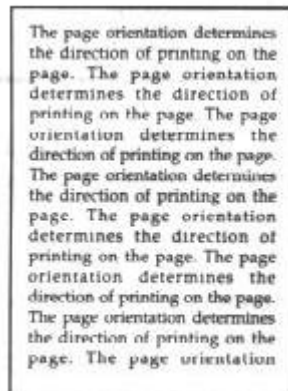 The page orientation determines
the direction of printing on the
page. The page orientation
determines the direction of
printing on the page. The page
orientation determines the
direction of printing on the page.
The page orientation determines
the direction of printing on the
page. The page orientation
determines the direction of
printing on the page. The page
orientation determines the
direction of printing on the page.
The page orientation determines
the direction of printing on the
page. The page orientation